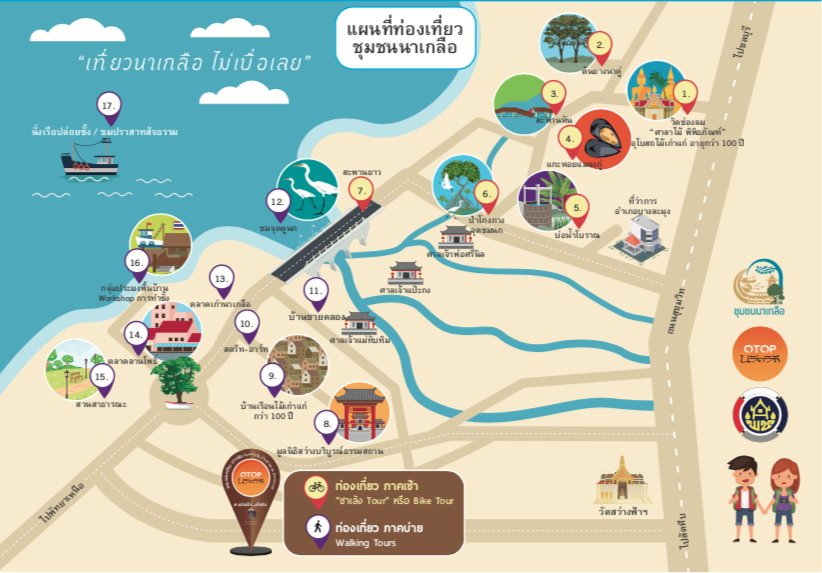 แผนที่ท่องเที่ยว
ชุมชนนาเกลือ
"เที่ยวนาเกลือ ไม่เบื่อเลย"
ไปชลบุรี
2.
ต้นยางนาคู่
1.
วัดช่องลม
"ศาลาไม้ พิพิธภัณฑ์"
อุโบสถไม้เก่าแก่ อายุกว่า 100 ปี
3.
สะพานหัน
4.
แกะหอยแมลงภู่
17.
นั่งเรือปล่อยซั้ง / ชมปราสาทสัจธรรม
สะพานยาว
7.
12.
ชมจุดดูนก
6.
ป่าโกงกาง
จุดชมนก
ศาลเจ้าพ่อศรีนิล
5.
บ่อน้ำโบราณ
ที่ว่าการ
อำเภอบางละมุง
16.
กลุ่มประมงพื้นบ้าน
Workshop การทำซั้ง
13.
ตลาดเก่านาเกลือ
11.
บ้านชายคลอง
ศาลเจ้าแป๊ะกง
ศาลเจ้าแม่ทับทิม
ถนนสุขุมวิท
ชุมชนนาเกลือ
10.
สตรีท-อาร์ท
14.
ตลาดลานโพธิ์
15.
สวนสาธารณะ
9.
บ้านเรือนไม้เก่าแก่
กว่า 100 ปี
8.
มูลนิธิสว่างบริบูรณ์ธรรมสถาน
OTOP
นวัตวิถี
พช
ไปพัทยาเหนือ
OTOP
นวัตวิถี
ท่องเที่ยว ภาคเช้า
"ซาเล้ง Tour" หรือ Bike Tour
ท่องเที่ยว ภาคบ่าย
Walking Tours
วัดสว่างฟ้าฯ
ไปสัตหีบ